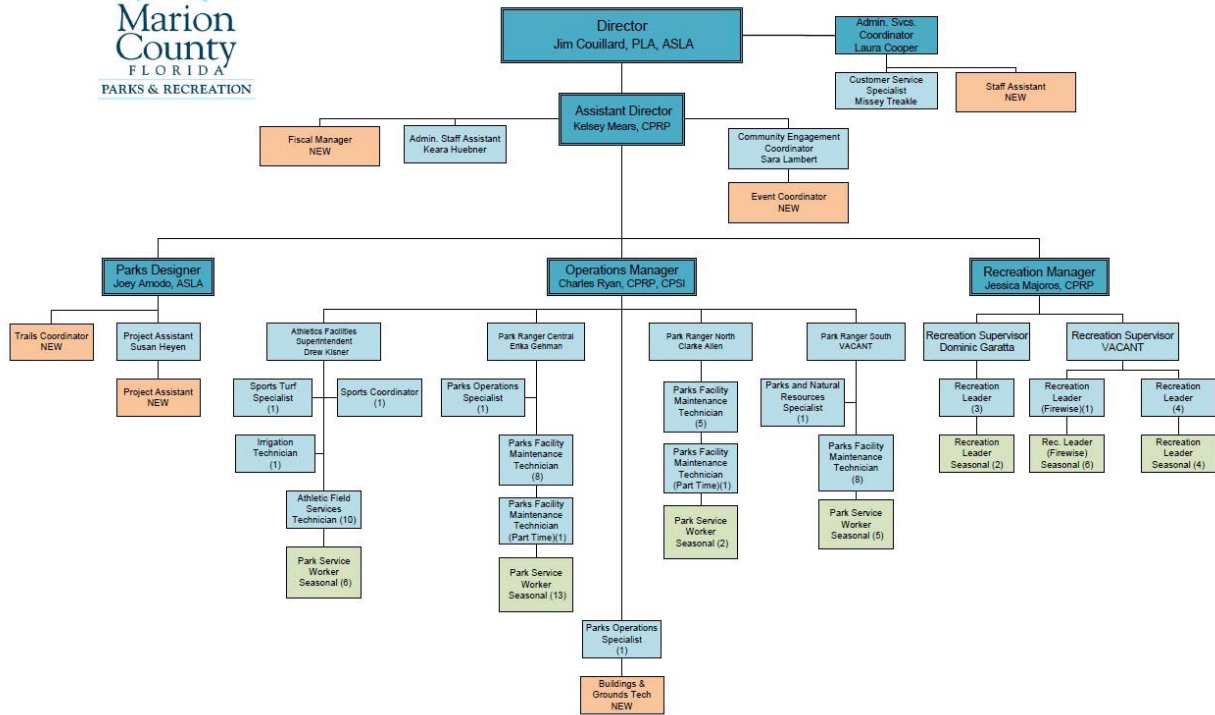 Marion
County
FLORIDA
PARKS & RECREATION
Director
Jim Couillard, PLA, ASLA
Admin. Svcs.
Coordinator
Laura Cooper
Customer Service
Specialist
Missey Treakle
Staff Assistant
NEW
Assistant Director
Kelsey Mears, CPRP
Fiscal Manager
NEW
Admin. Staff Assistant
Keara Huebner
Community Engagement
Coordinator
Sara Lambert
Event Coordinator
NEW
Parks Designer
Joey Amodo, ASLA
Operations Manager
Charles Ryan, CPRP, CPSI
Recreation Manager
Jessica Majoros, CPRP
Trails Coordinator
NEW
Project Assistant
Susan Heyen
Project Assistant
NEW
Athletics Facilities
Superintendent
Drew Kisner
Sports Turf
Specialist
(1)
Sports Coordinator
(1)
Irrigation
Technician
(1)
Athletic Field
Services
Technician (10)
Park Service
Worker
Seasonal (6)
Park Ranger Central
Erika Gehman
Parks Operations
Specialist
(1)
Parks Facility
Maintenance
Technician
(8)
Parks Facility
Maintenance
Technician
(Part Time)(1)
Park Service
Worker
Seasonal (13)
Park Ranger North
Clarke Allen
Parks Facility
Maintenance
Technician
(5)
Parks Facility
Maintenance
Technician
(Part Time)(1)
Park Service
Worker
Seasonal (2)
Park Ranger South
VACANT
Parks and Natural
Resources
Specialist
(1)
Parks Facility
Maintenance
Technician
(8)
Park Service
Worker
Seasonal (5)
Parks Operations
Specialist
(1)
Buildings &
Grounds Tech
NEW
Recreation Supervisor
Dominic Garatta
Recreation
Leader
(3)
Recreation
Leader
Seasonal (2)
Recreation Supervisor
VACANT
Recreation
Leader
(Firewise)(1)
Rec. Leader
(Firewise)
Seasonal (6)
Recreation
Leader
(4)
Recreation
Leader
Seasonal (4)